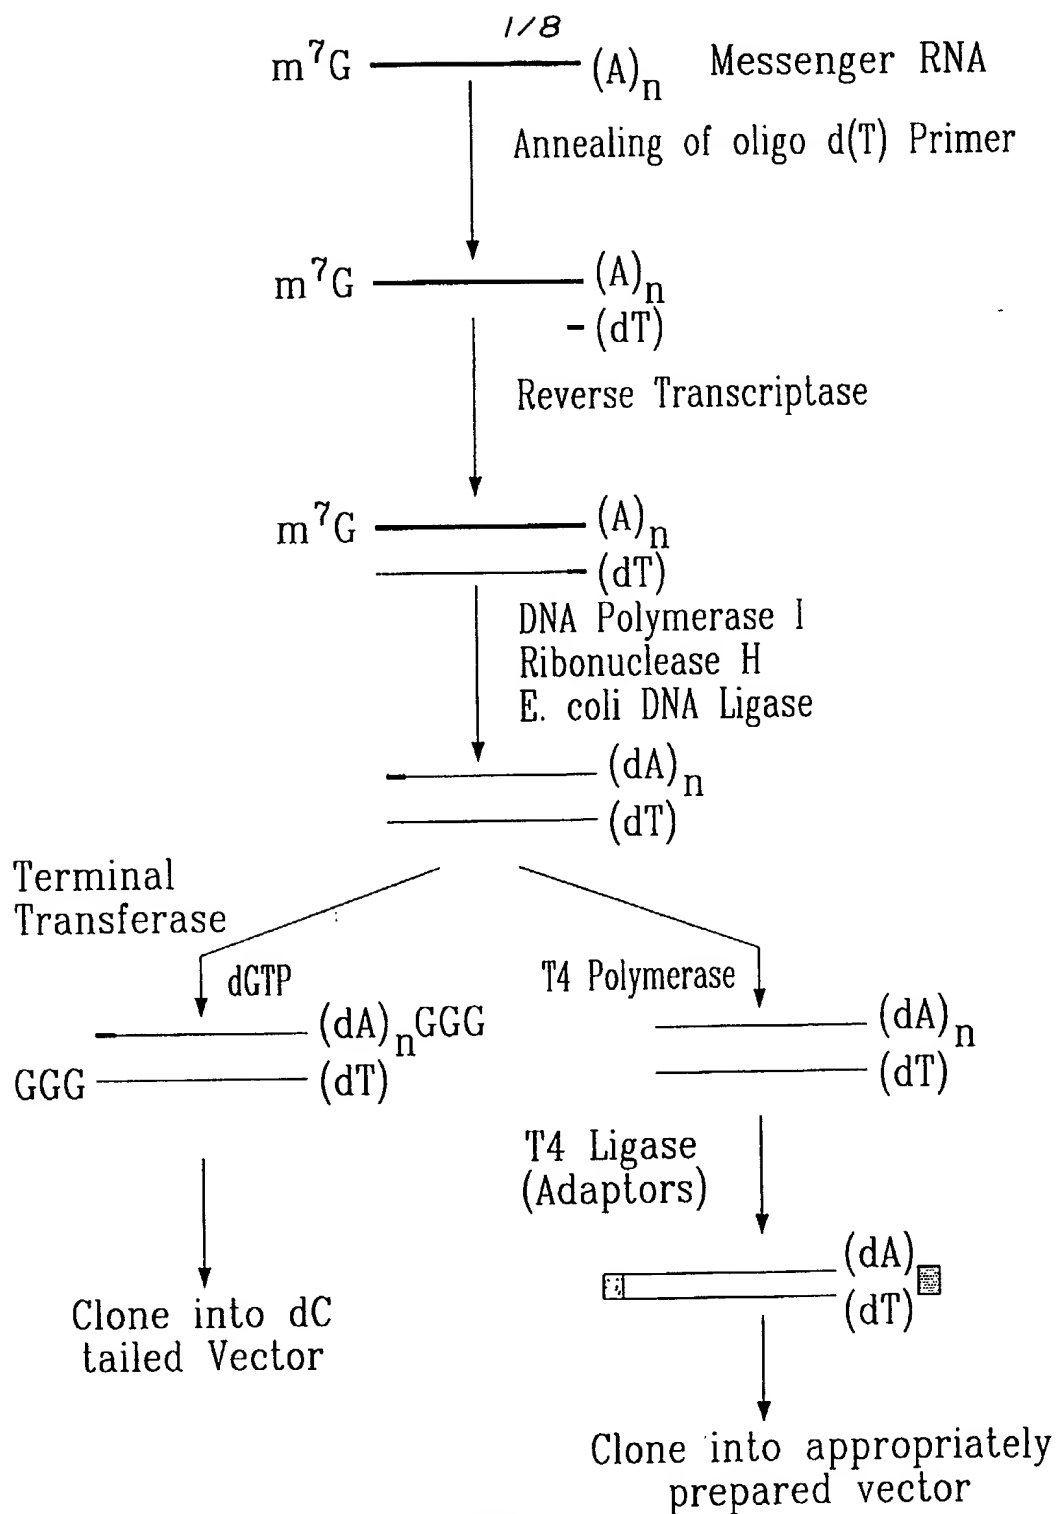 1/8
m⁷G (A)n Messenger RNA
Annealing of oligo d(T) Primer
m⁷G (A)n
(dT)
Reverse Transcriptase
m⁷G (A)n
(dT)
DNA Polymerase I
Ribonuclease H
E. coli DNA Ligase
(dA)n
(dT)
Terminal
Transferase
dGTP
(dA)nGGG
GGG (dT)
Clone into dC
tailed Vector
T4 Polymerase
(dA)n
(dT)
T4 Ligase
(Adaptors)
(dA)
(dT)
Clone into appropriately
prepared vector